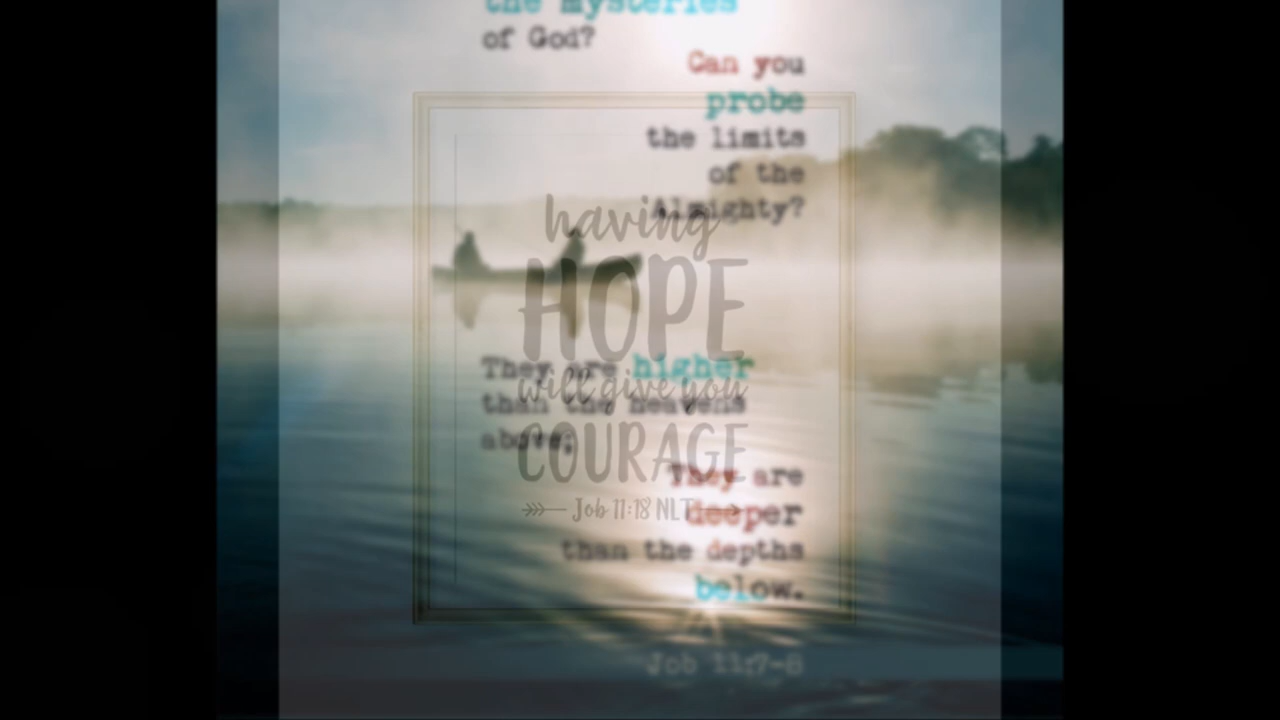 the mysteries
of God?
Can you
probe
the limits
of the
Almighty?
having
HOPE
will give you
COURAGE
Job 11:18 NLT
They are higher
than the heavens
above;
They are
deeper
than the depths
below.
Job 11:7-8